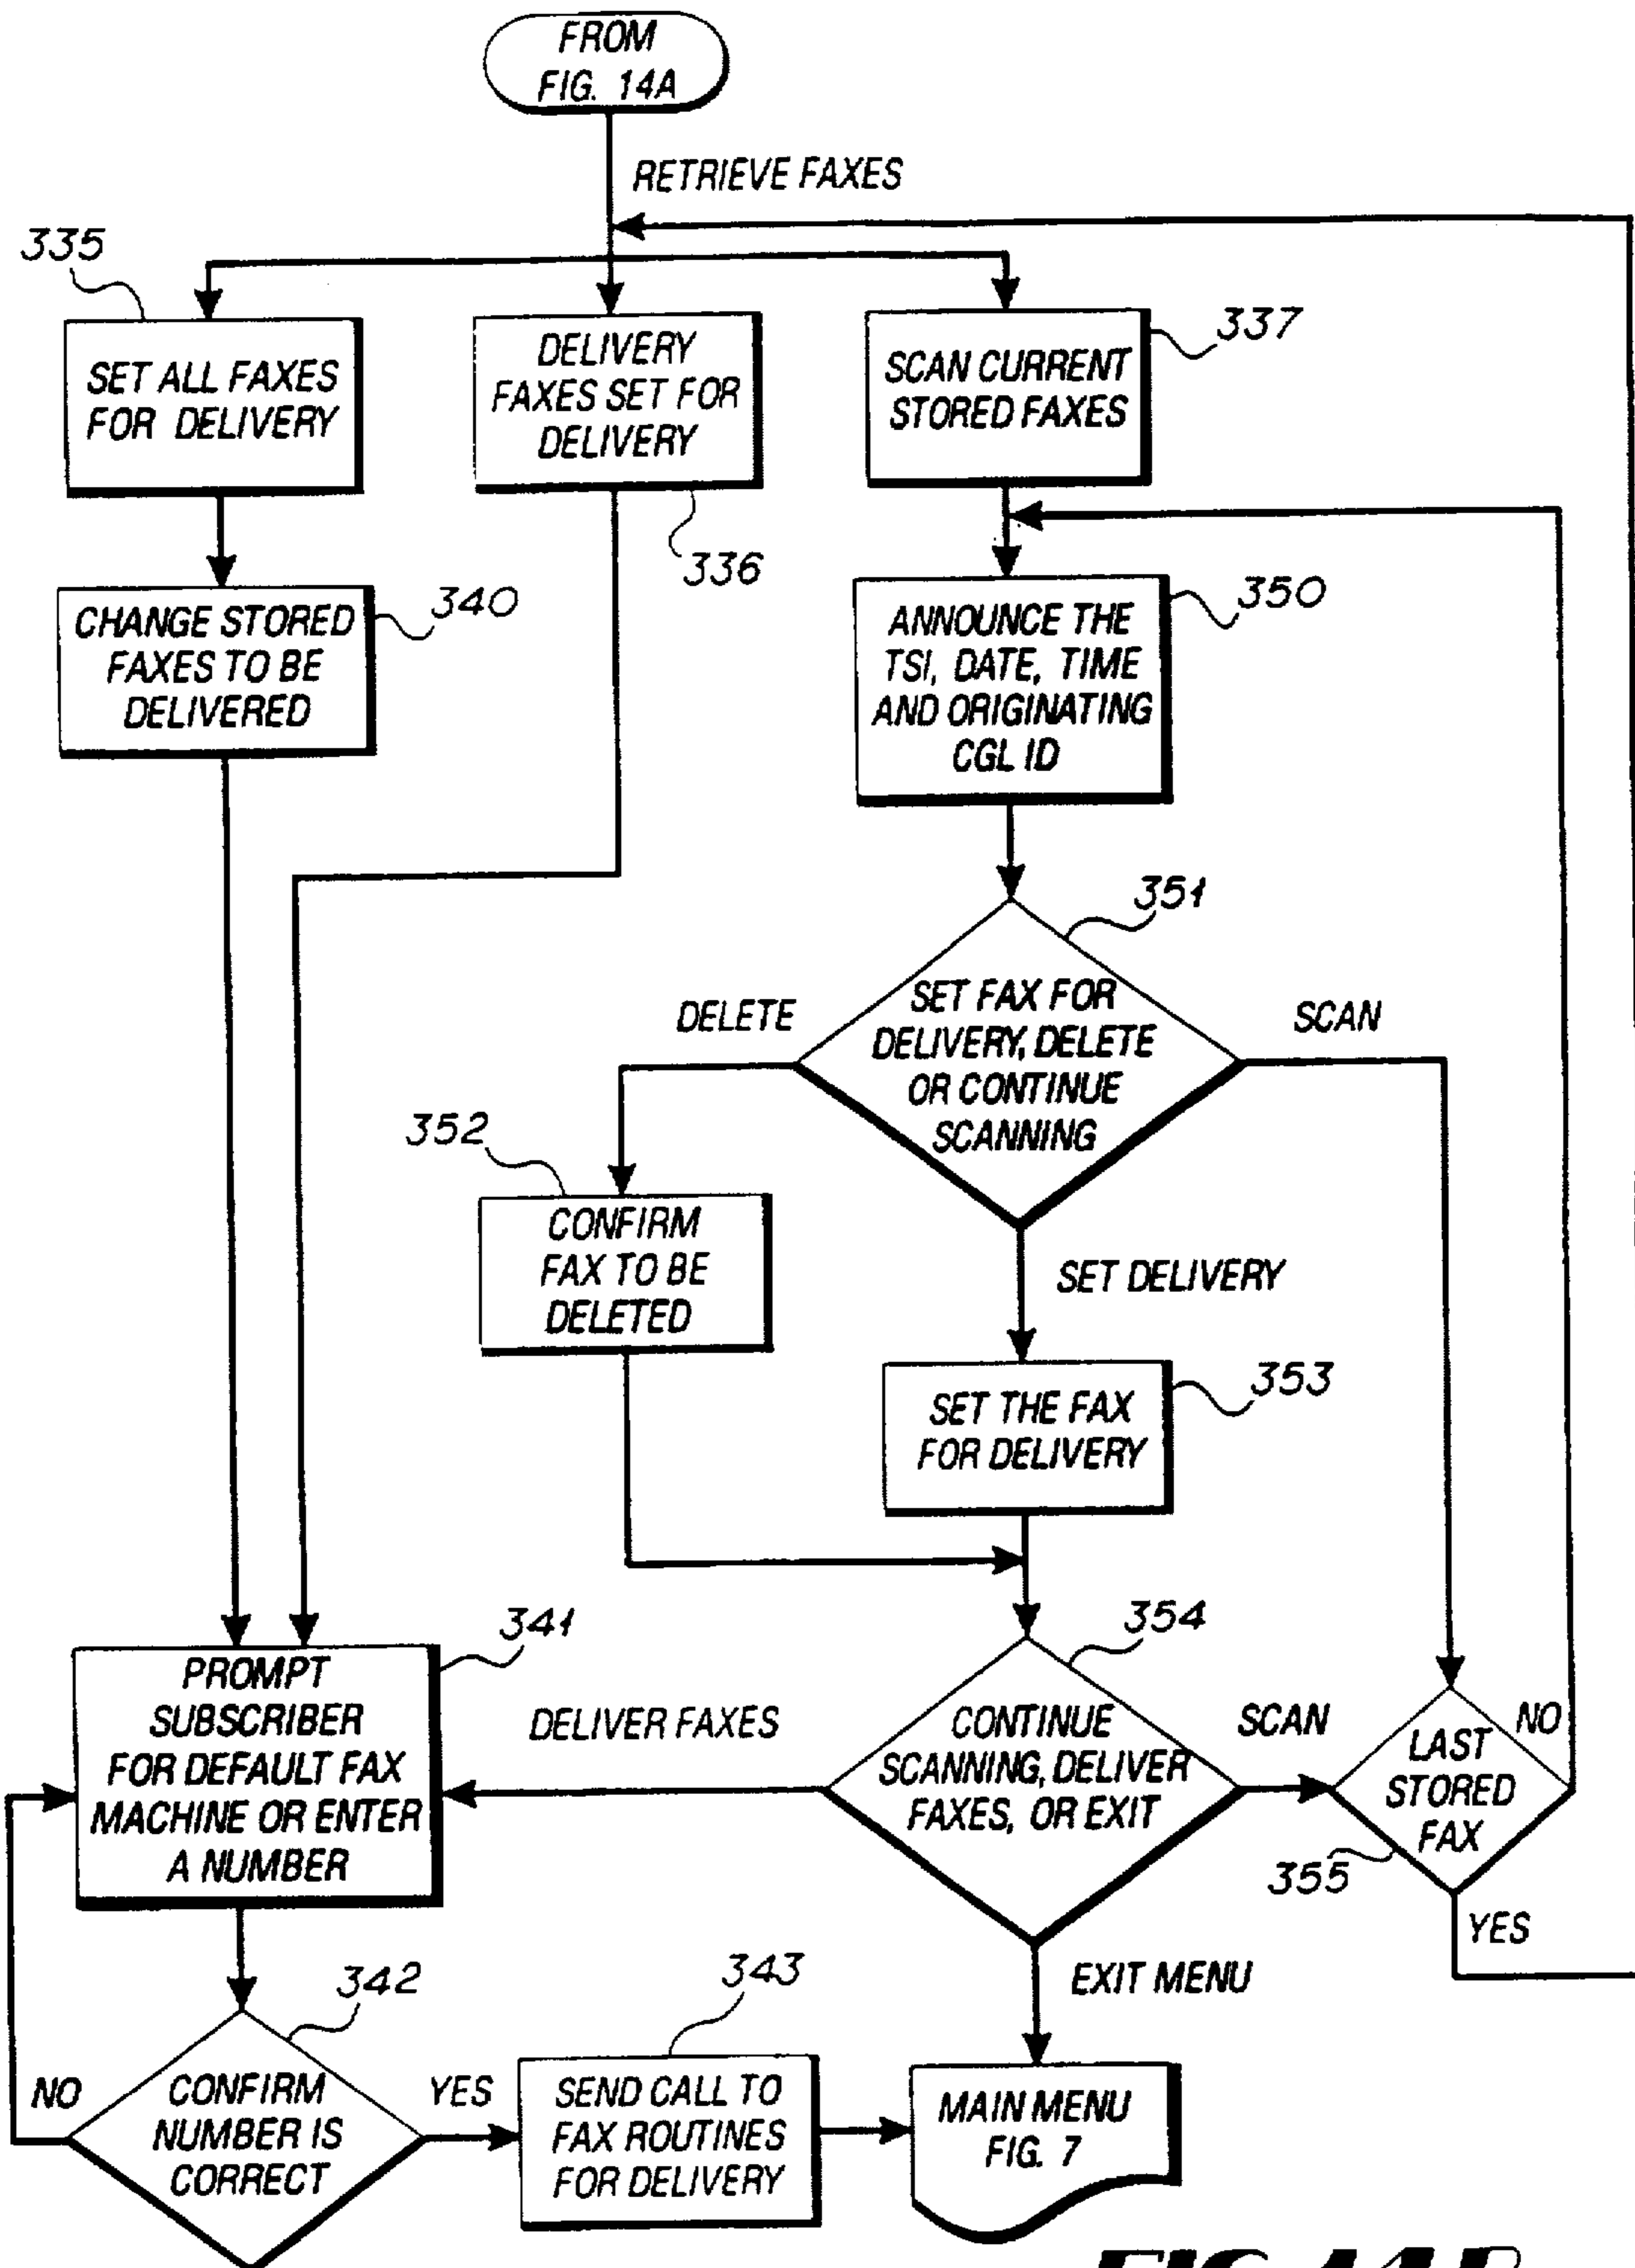 FROM
FIG. 14A
RETRIEVE FAXES
335
SET ALL FAXES
FOR DELIVERY
DELIVERY
FAXES SET FOR
DELIVERY
336
337
SCAN CURRENT
STORED FAXES
340
CHANGE STORED
FAXES TO BE
DELIVERED
350
ANNOUNCE THE
TSI, DATE, TIME
AND ORIGINATING
CGL ID
351
SET FAX FOR
DELIVERY, DELETE
OR CONTINUE
SCANNING
DELETE
SCAN
352
CONFIRM
FAX TO BE
DELETED
SET DELIVERY
353
SET THE FAX
FOR DELIVERY
341
PROMPT
SUBSCRIBER
FOR DEFAULT FAX
MACHINE OR ENTER
A NUMBER
DELIVER FAXES
354
CONTINUE
SCANNING, DELIVER
FAXES, OR EXIT
SCAN
LAST
STORED
FAX
355
NO
YES
EXIT MENU
342
CONFIRM
NUMBER IS
CORRECT
NO
YES
343
SEND CALL TO
FAX ROUTINES
FOR DELIVERY
MAIN MENU
FIG. 7